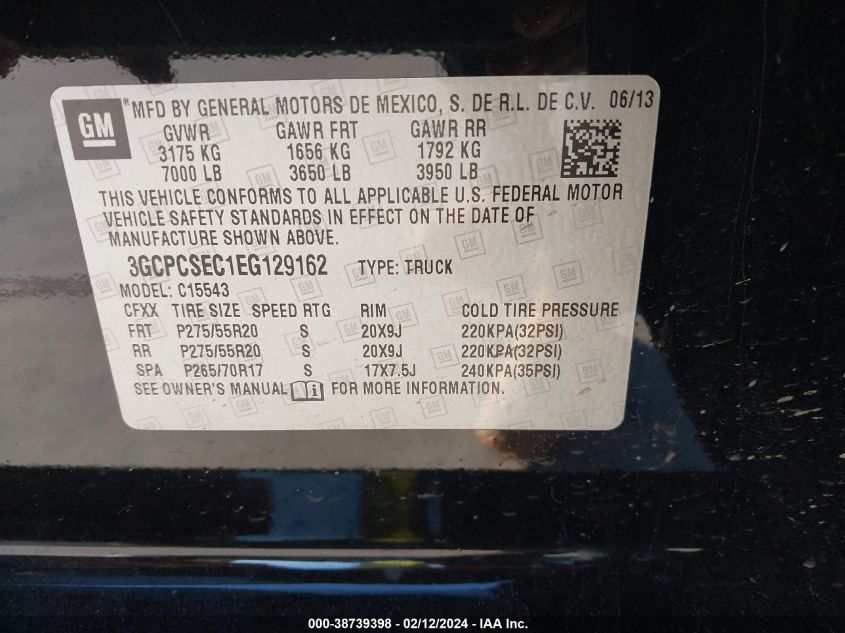 GM
® MFD BY GENERAL MOTORS DE MEXICO, S. DE R.L. DE C.V. 06/13
GVWR GAWR FRT GAWR RR
3175 KG 1656 KG 1792 KG
7000 LB 3650 LB 3950 LB
THIS VEHICLE CONFORMS TO ALL APPLICABLE U.S. FEDERAL MOTOR
VEHICLE SAFETY STANDARDS IN EFFECT ON THE DATE OF
MANUFACTURE SHOWN ABOVE.
3GCPCSEC1EG129162 TYPE: TRUCK
MODEL: C15543
CFXX TIRE SIZE SPEED RTG RIM COLD TIRE PRESSURE
FRT P275/55R20 S 20X9J 220KPA(32PSI)
RR P275/55R20 S 20X9J 220KPA(32PSI)
SPA P265/70R17 S 17X7.5J 240KPA(35PSI)
SEE OWNER'S MANUAL i FOR MORE INFORMATION.
000-38739398 - 02/12/2024 - IAA Inc.